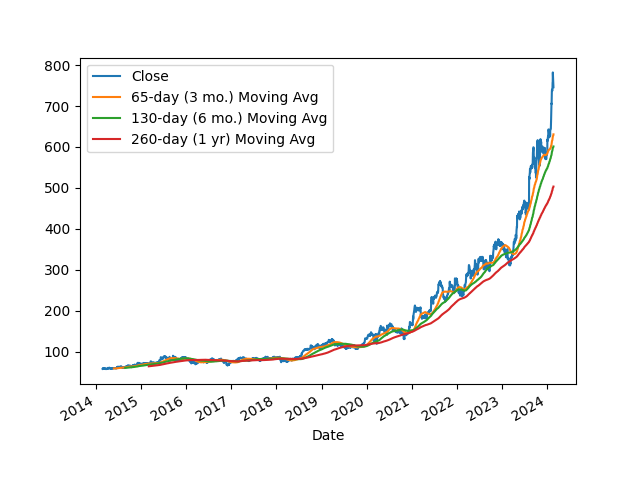 800
700
600
500
400
300
200
100
Close
65-day (3 mo.) Moving Avg
130-day (6 mo.) Moving Avg
260-day (1 yr) Moving Avg
2014 2015 2016 2017 2018 2019 2020 2021 2022 2023 2024
Date